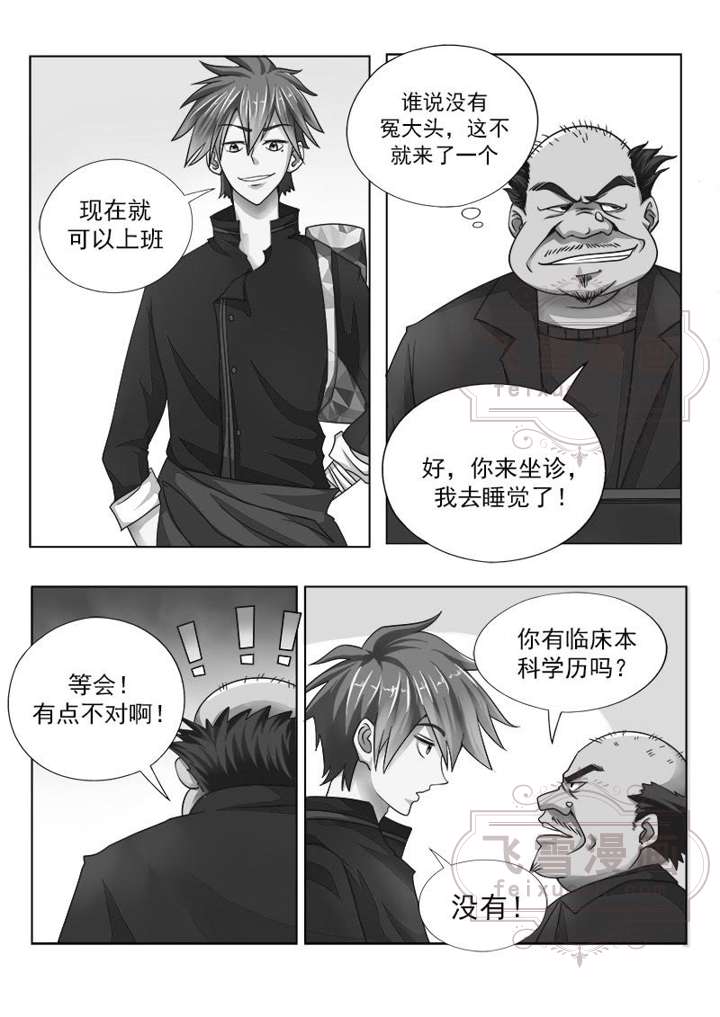 现在就
可以上班
谁说没有
冤大头，这不
就来了一个
好，你来坐诊，
我去睡觉了！
等会！
有点不对啊！
!!!
你有临床本
科学历吗？
没有！
飞雪漫画